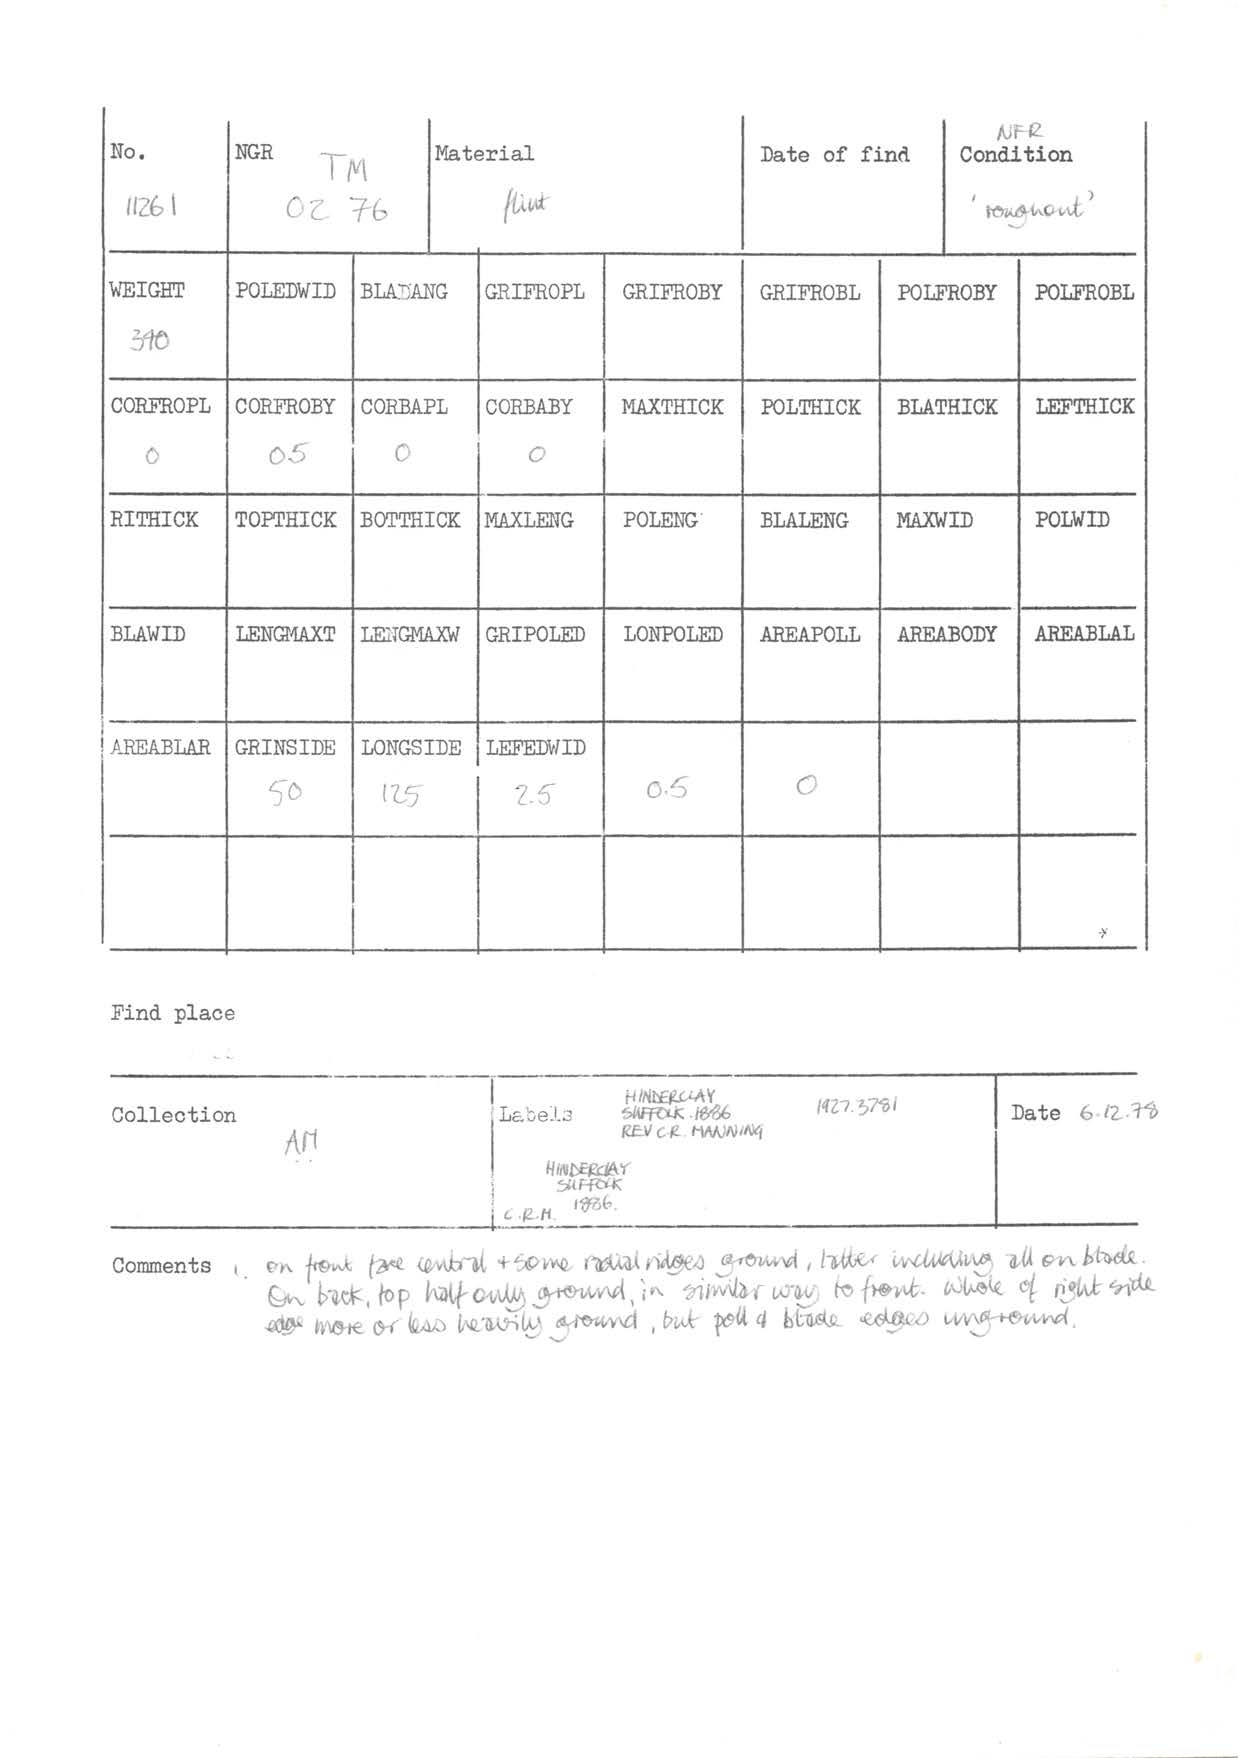 No. NGR Material Date of find NFR Condition
TM
11261 02 76 flint 'roughout'
WEIGHT POLEDWID BLADANG GRIFROPL GRIFROBY GRIFROBL POLFROBY POLFROBL
390
CORFROPL CORFROBY CORBAPL CORBABY MAXTHICK POLTHICK BLATHICK LEFTHICK
0 05 0 0
RITHICK TOPTHICK BOTTHICK MAXLENG POLENG BLALENG MAXWID POLWID
BLAWID LENGMAXT LENGMAXW GRIPOLED LONPOLED AREAPOLL AREABODY AREABLAL
AREABLAR GRINSIDE LONGSIDE LEFEDWID
50 125 2.5 0.5 0
Find place
Collection
AM
Labels
HINDERCLAY
SUFFOLK.1886
REV C.R. MANNING
1927.3781
HINDERCLAY
SUFFOLK
1886.
C.R.M.
Date 6.12.78
Comments 1. on front face central + some radial ridges ground, latter including all on blade.
On back, top half only ground, in similar way to front. Whole of right side
edge more or less heavily ground, but poll & blade edges unground.